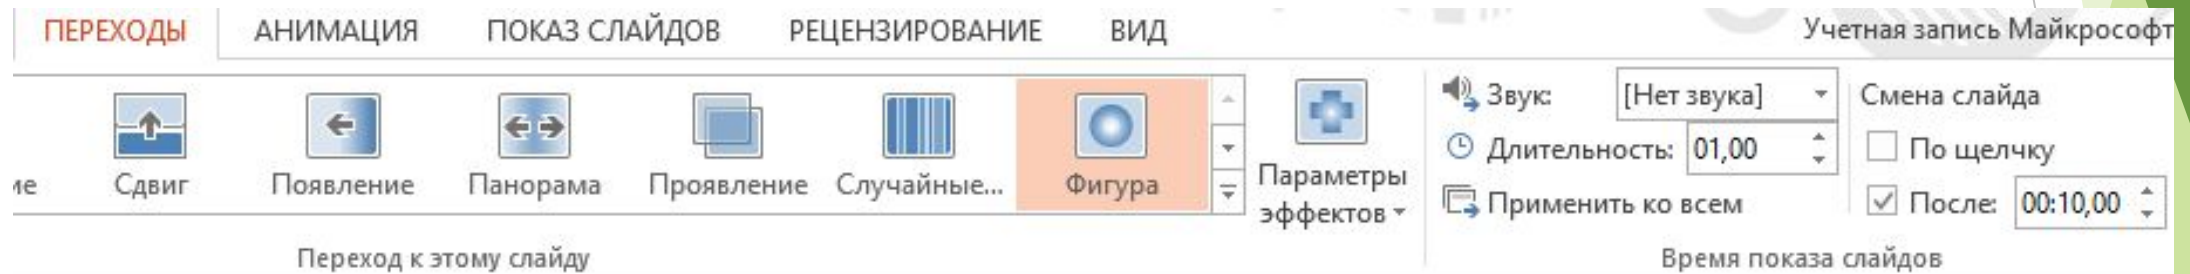 ПЕРЕХОДЫ АНИМАЦИЯ ПОКАЗ СЛАЙДОВ РЕЦЕНЗИРОВАНИЕ ВИД Учетная запись Майкрософт
Сдвиг Появление Панорама Проявление Случайные... Фигура
Параметры
эффектов
Звук: [Нет звука]
Длительность: 01,00
Применить ко всем
Смена слайда
По щелчку
После: 00:10,00
Переход к этому слайду Время показа слайдов